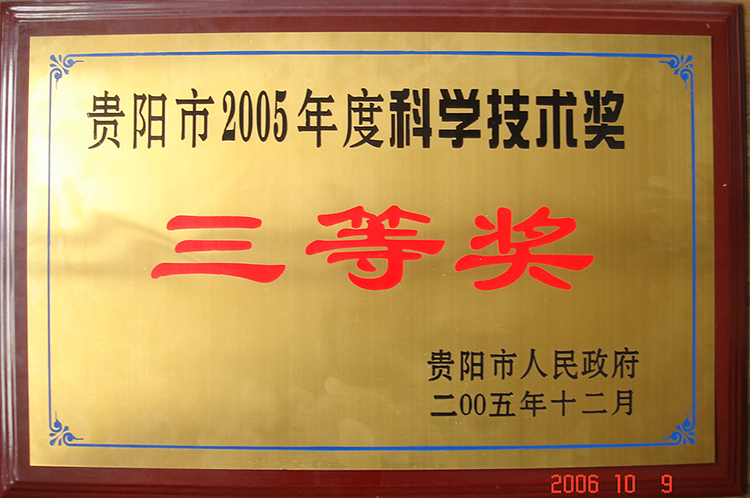 贵阳市2005年度科学技术奖
三等奖
贵阳市人民政府
二00五年十二月
2006 10 9